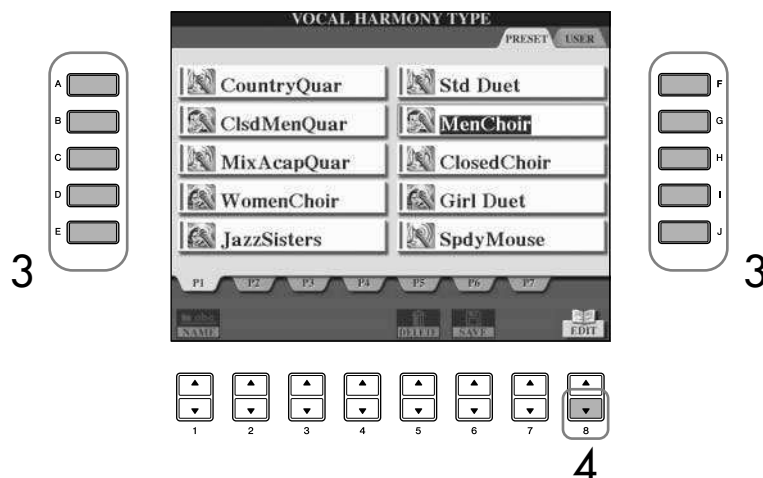 VOCAL HARMONY TYPE
PRESET USER
A CountryQuar Std Duet F
B ClsdMenQuar MenChoir G
C MixAcapQuar ClosedChoir H
D WomenChoir Girl Duet I
E JazzSisters SpdyMouse J
3 3
P1 P2 P3 P4 P5 P6 P7
NAME DELETE SAVE EDIT
1 2 3 4 5 6 7 8
4